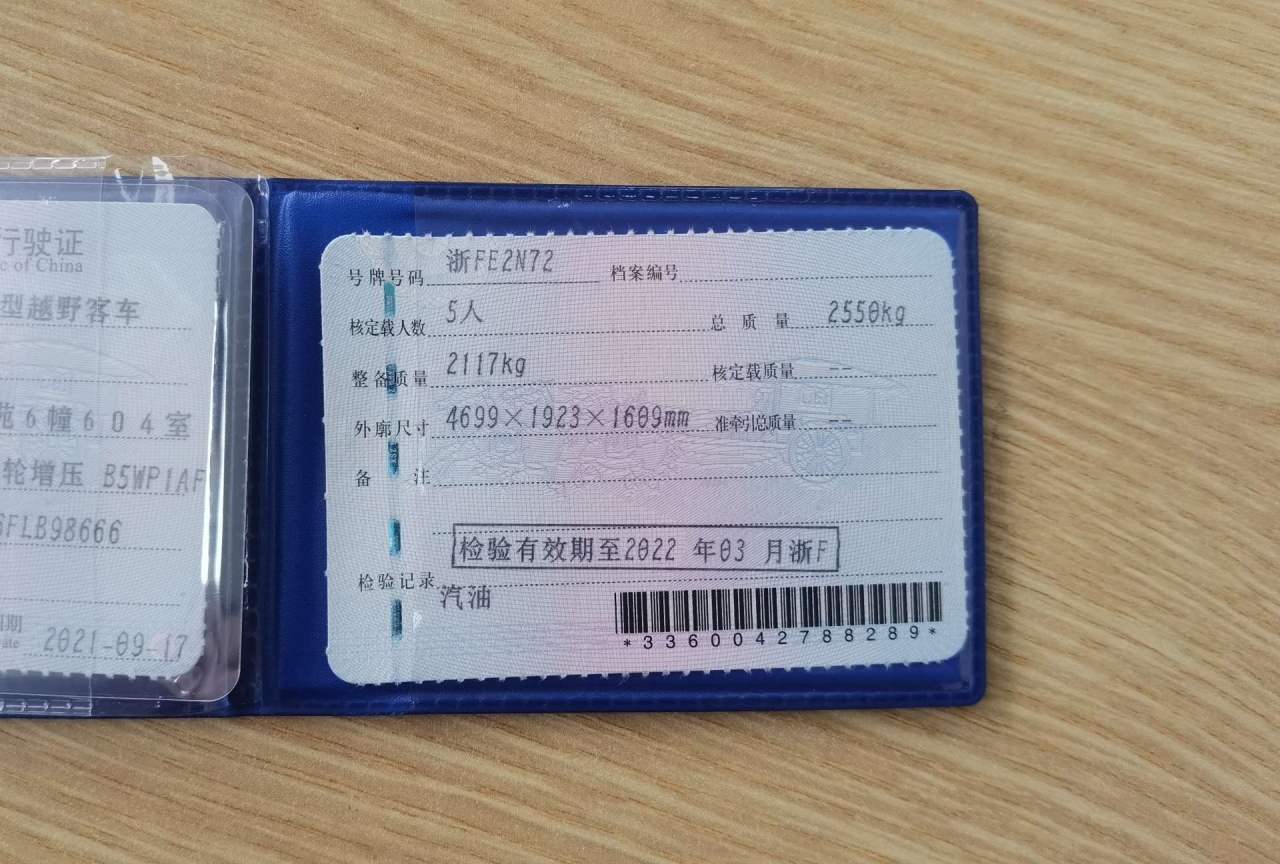 行驶证
c of China
型越野客车
苑6幢604室
轮增压 B5WP1AF
6FLB98666
2021-09-17
号牌号码 浙FE2N72 档案编号
核定载人数 5人 总质量 2550kg
整备质量 2117kg 核定载质量 --
外廓尺寸 4699×1923×1609mm 准牵引总质量 --
备注
检验有效期至2022 年03 月浙F
检验记录
汽油
*3360042788289*